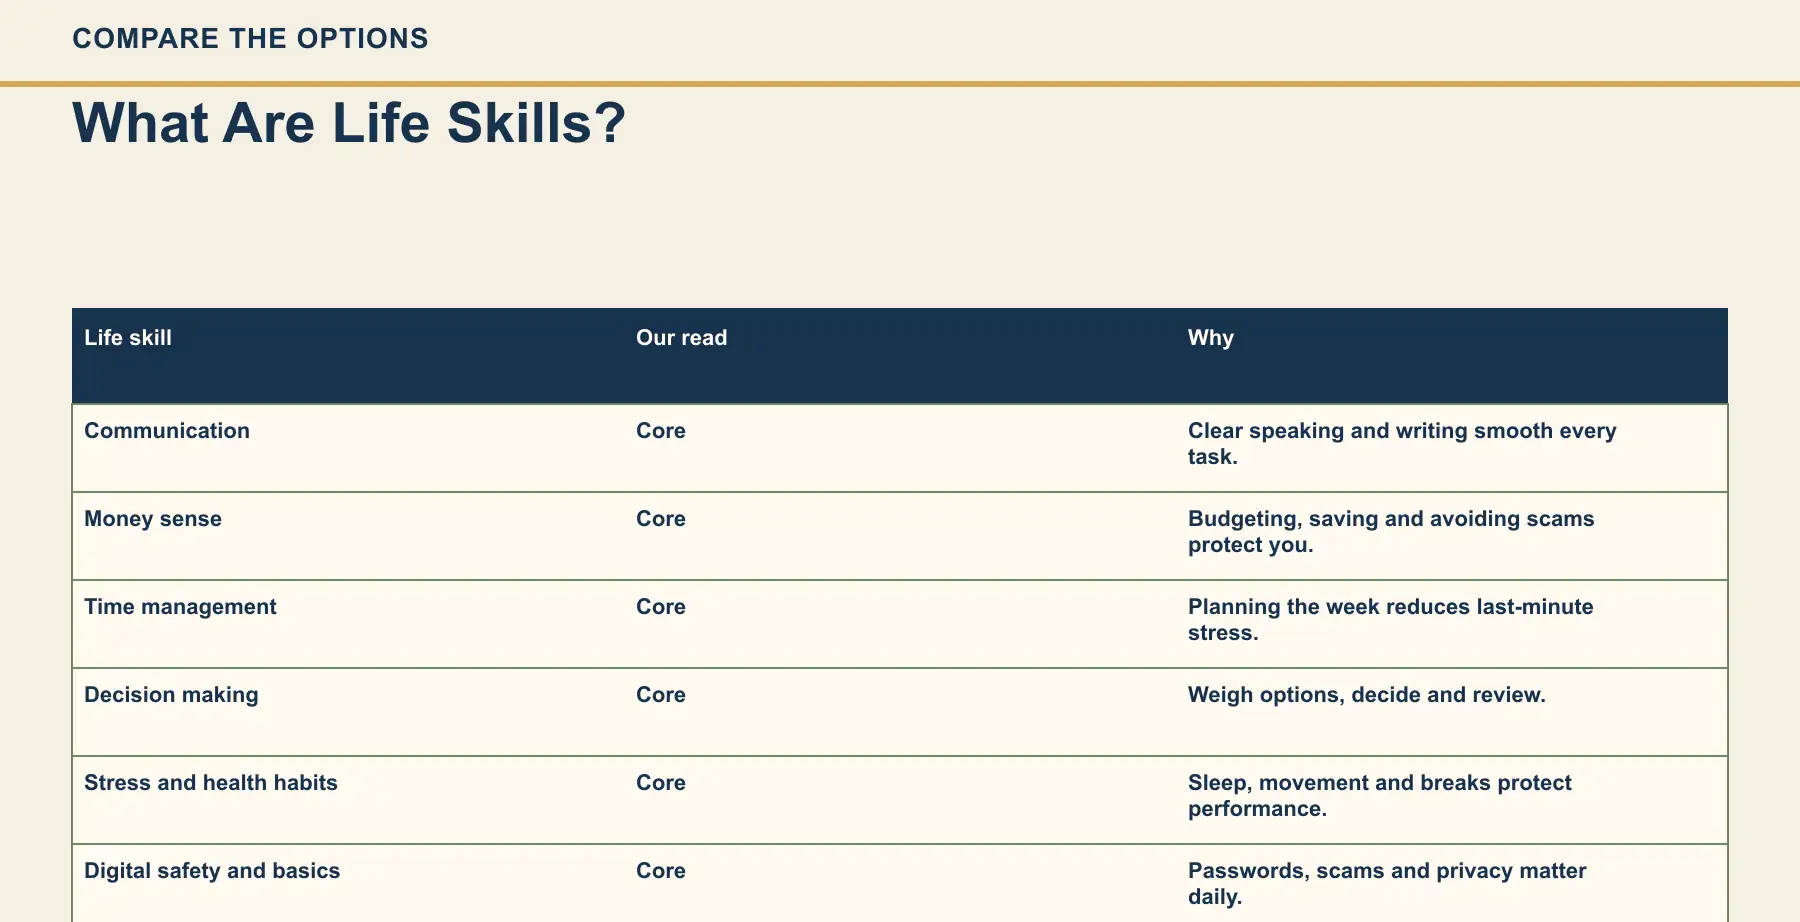 COMPARE THE OPTIONS
What Are Life Skills?
Life skill Our read Why
Communication Core Clear speaking and writing smooth every
task.
Money sense Core Budgeting, saving and avoiding scams
protect you.
Time management Core Planning the week reduces last-minute
stress.
Decision making Core Weigh options, decide and review.
Stress and health habits Core Sleep, movement and breaks protect
performance.
Digital safety and basics Core Passwords, scams and privacy matter
daily.